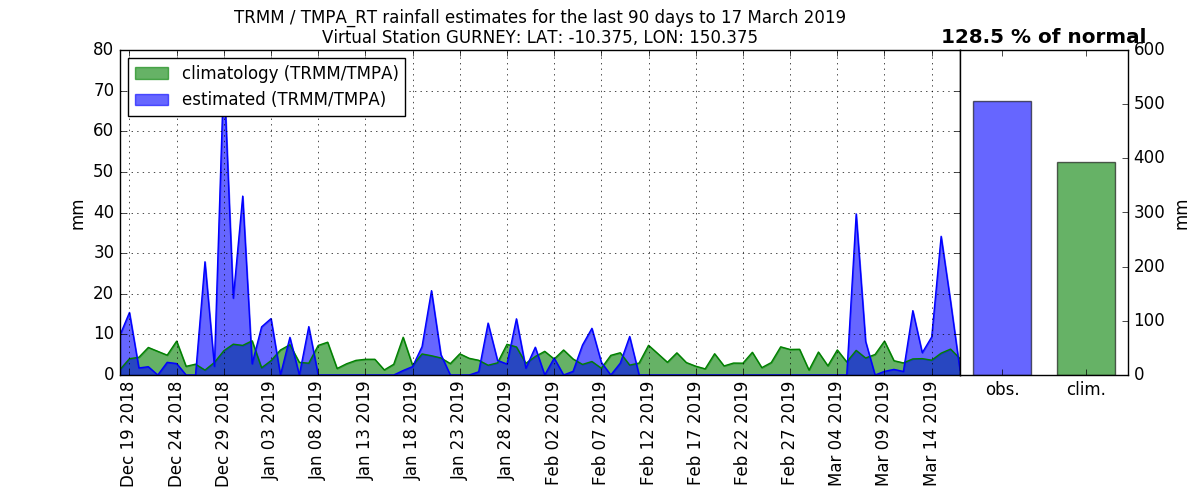 TRMM / TMPA_RT rainfall estimates for the last 90 days to 17 March 2019
Virtual Station GURNEY: LAT: -10.375, LON: 150.375
128.5 % of normal
climatology (TRMM/TMPA)
estimated (TRMM/TMPA)
mm
80
70
60
50
40
30
20
10
0
Dec 19 2018
Dec 24 2018
Dec 29 2018
Jan 03 2019
Jan 08 2019
Jan 13 2019
Jan 18 2019
Jan 23 2019
Jan 28 2019
Feb 02 2019
Feb 07 2019
Feb 12 2019
Feb 17 2019
Feb 22 2019
Feb 27 2019
Mar 04 2019
Mar 09 2019
Mar 14 2019
obs.
clim.
600
500
400
300
200
100
0
mm